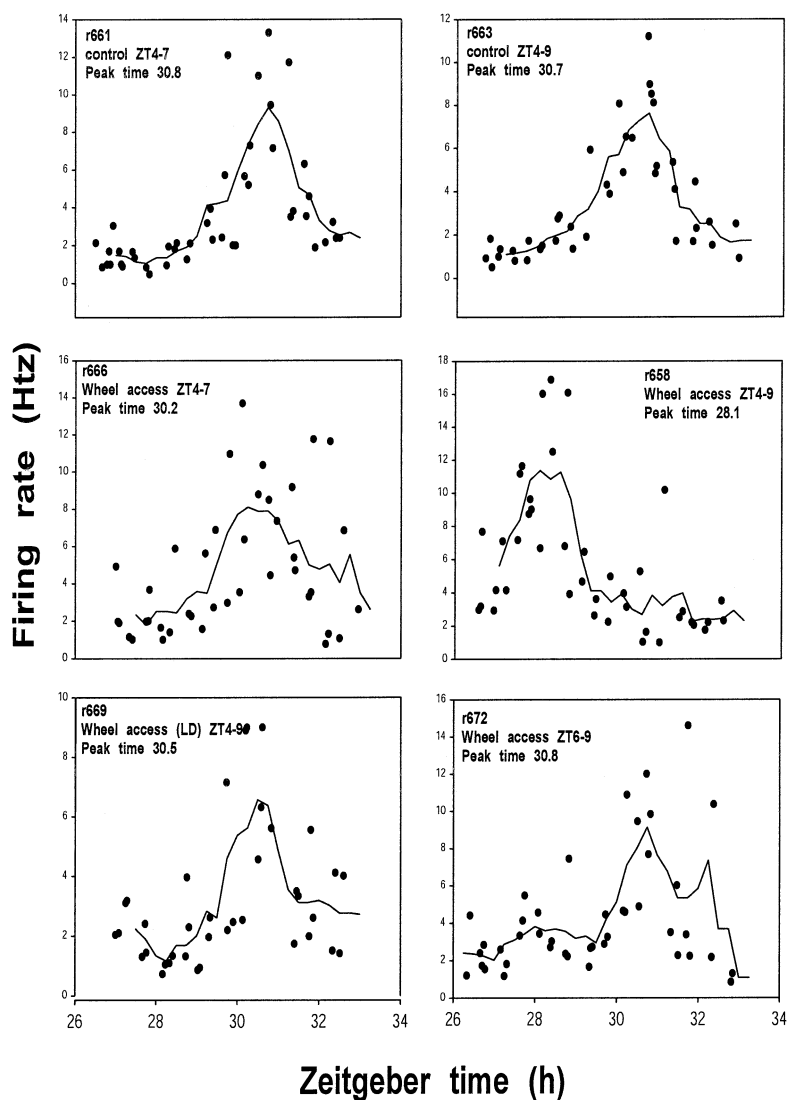 Firing rate (Htz)
r661
control ZT4-7
Peak time 30.8
14
12
10
8
6
4
2
0
r663
control ZT4-9
Peak time 30.7
12
10
8
6
4
2
0
r666
Wheel access ZT4-7
Peak time 30.2
16
14
12
10
8
6
4
2
0
r658
Wheel access ZT4-9
Peak time 28.1
18
16
14
12
10
8
6
4
2
0
r669
Wheel access (LD) ZT4-9
Peak time 30.5
10
8
6
4
2
0
26 28 30 32 34
r672
Wheel access ZT6-9
Peak time 30.8
16
14
12
10
8
6
4
2
0
26 28 30 32 34
Zeitgeber time (h)